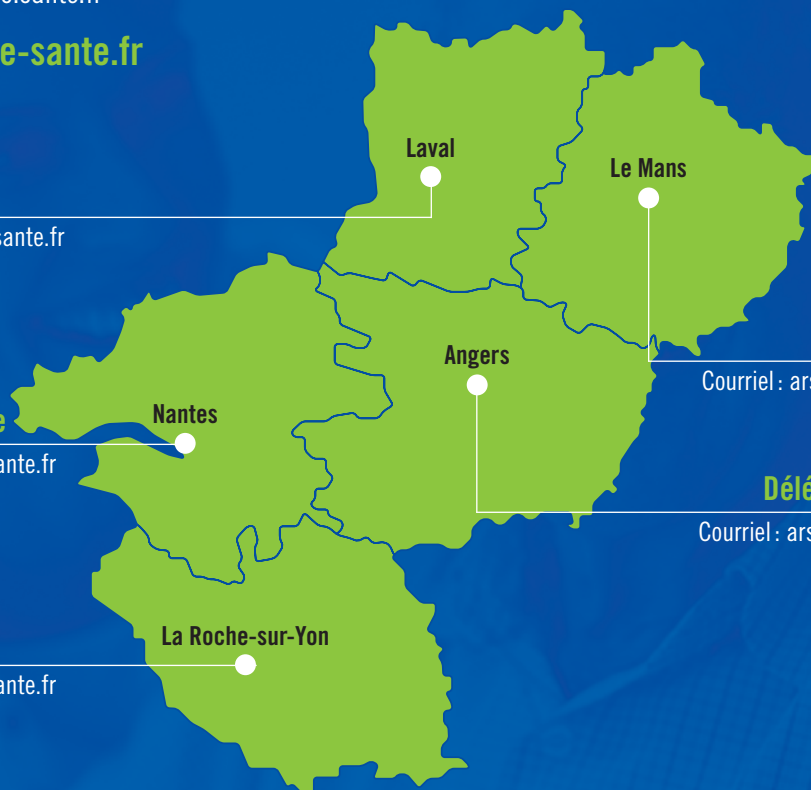 e-sante.fr
Laval
Le Mans
sante.fr
Angers
Courriel : ars
Nantes
e
ante.fr
Délé
Courriel : ars
La Roche-sur-Yon
ante.fr